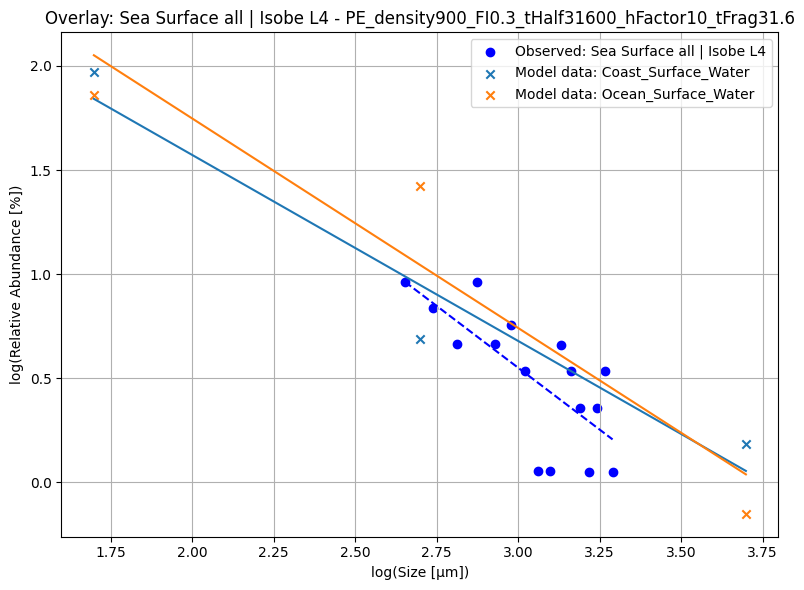 Overlay: Sea Surface all | Isobe L4 - PE_density900_FI0.3_tHalf31600_hFactor10_tFrag31.6
Observed: Sea Surface all | Isobe L4
Model data: Coast_Surface_Water
Model data: Ocean_Surface_Water
log(Relative Abundance [%])
2.0
1.5
1.0
0.5
0.0
1.75 2.00 2.25 2.50 2.75 3.00 3.25 3.50 3.75
log(Size [µm])